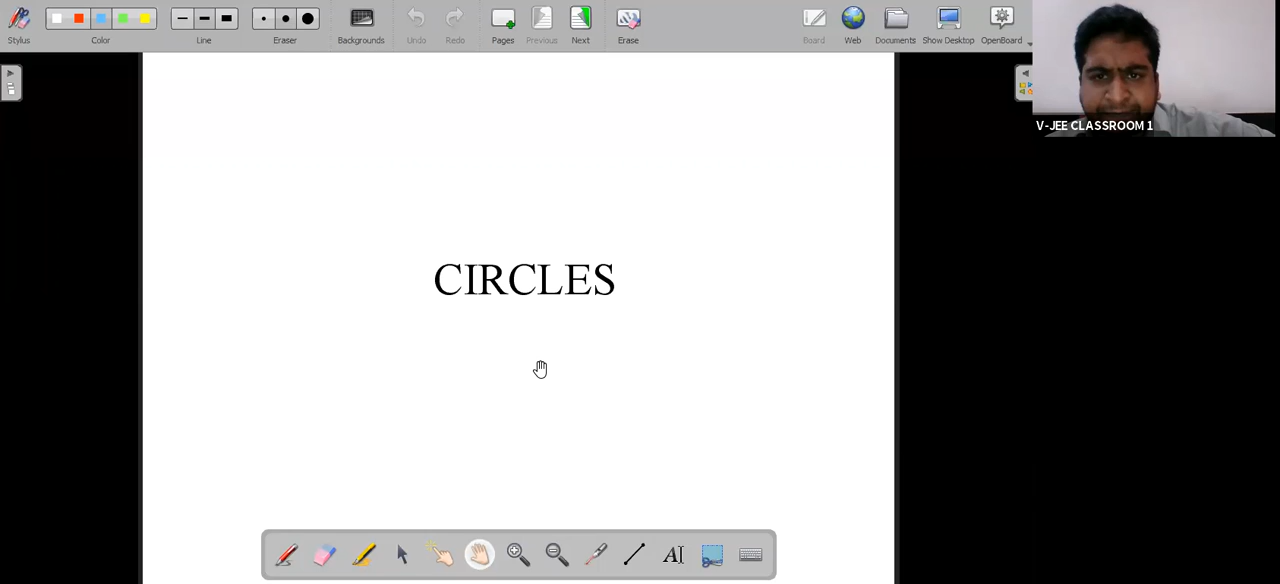 Stylus
Color
Line
Eraser
Backgrounds
Undo
Redo
Pages
Previous
Next
Erase
Board
Web
Documents
Show Desktop
OpenBoard
V-JEE CLASSROOM 1
CIRCLES
AI